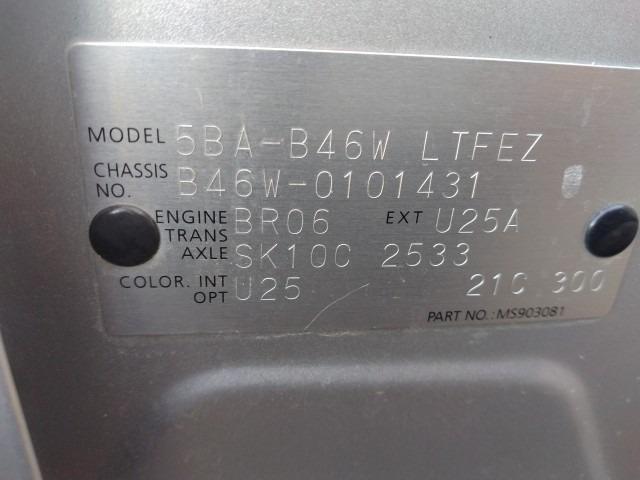 MODEL 5BA-B46W LTFEZ
CHASSIS NO. B46W-0101431
ENGINE BR06 EXT U25A
TRANS AXLE SK10C 2533
COLOR. INT U25 21C 300
OPT
PART NO.: MS903081